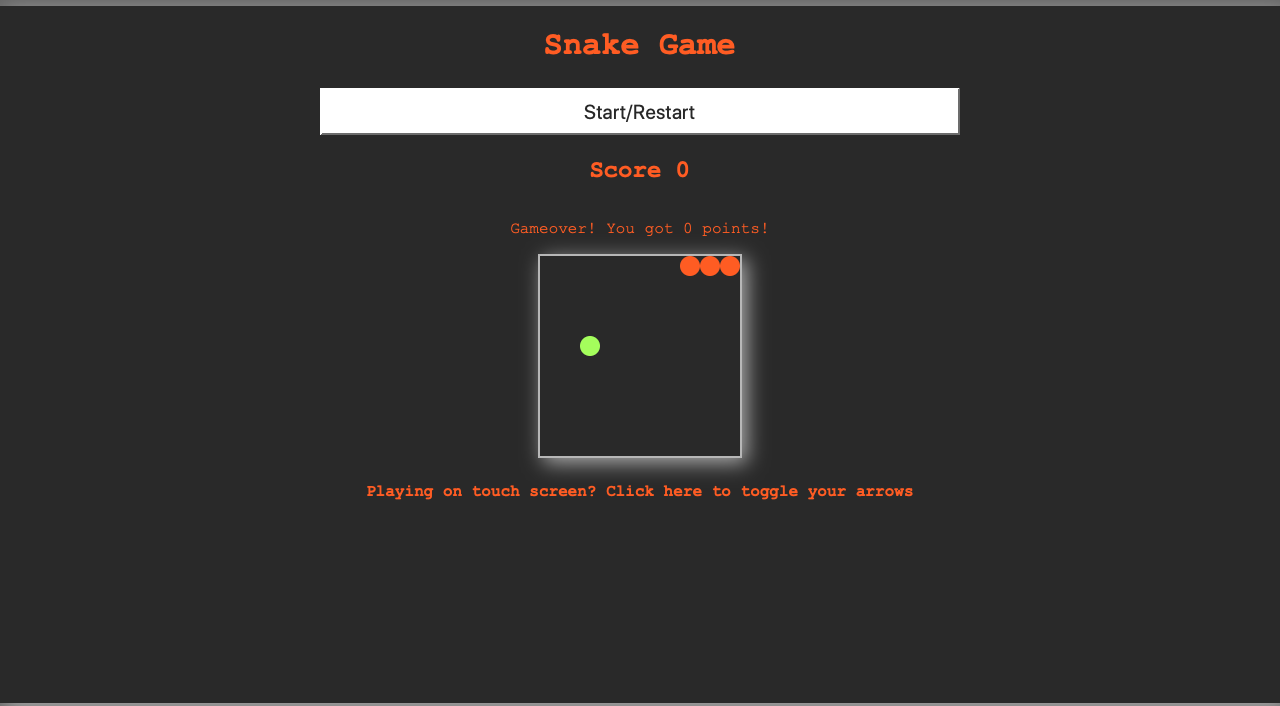 Snake Game
Start/Restart
Score 0
Gameover! You got 0 points!
Playing on touch screen? Click here to toggle your arrows